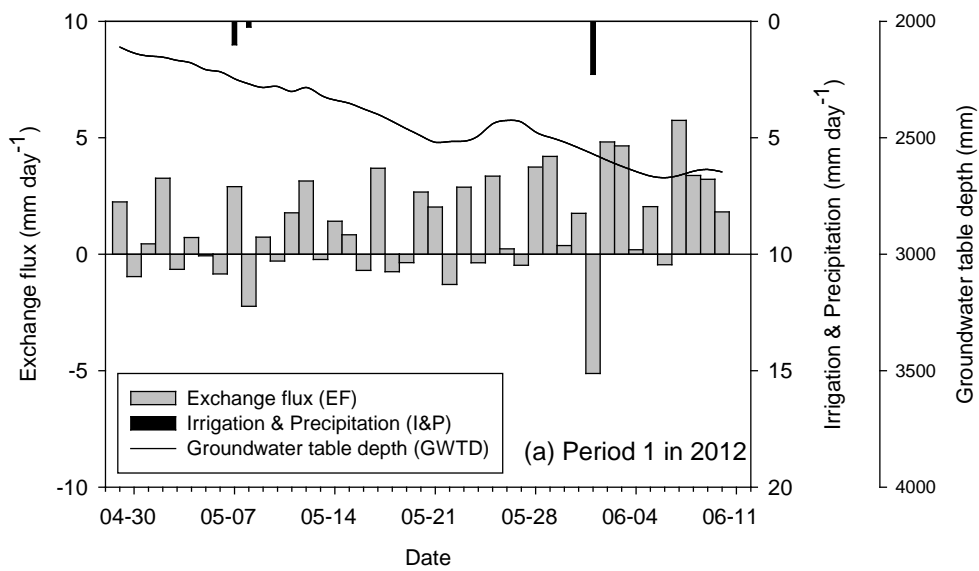 Exchange flux (mm day-1)
10
5
0
-5
-10
Exchange flux (EF)
Irrigation & Precipitation (I&P)
Groundwater table depth (GWTD)
(a) Period 1 in 2012
04-30 05-07 05-14 05-21 05-28 06-04 06-11
Date
0
5
10
15
20
Irrigation & Precipitation (mm day-1)
2000
2500
3000
3500
4000
Groundwater table depth (mm)